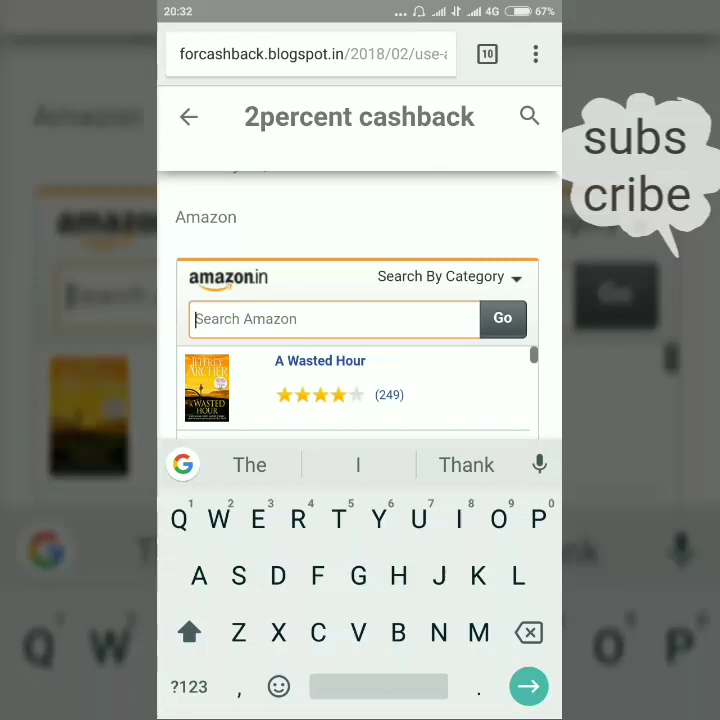 20:32 ... 4G 67%
forcashback.blogspot.in/2018/02/use-
10
2percent cashback
subs
cribe
Amazon
amazon.in Search By Category
Search Amazon Go
JEFFREY
ARCHER
A WASTED
HOUR
A Wasted Hour
(249)
The I Thank
1 2 3 4 5 6 7 8 9 0
Q W E R T Y U I O P
A S D F G H J K L
Z X C V B N M
?123 , .